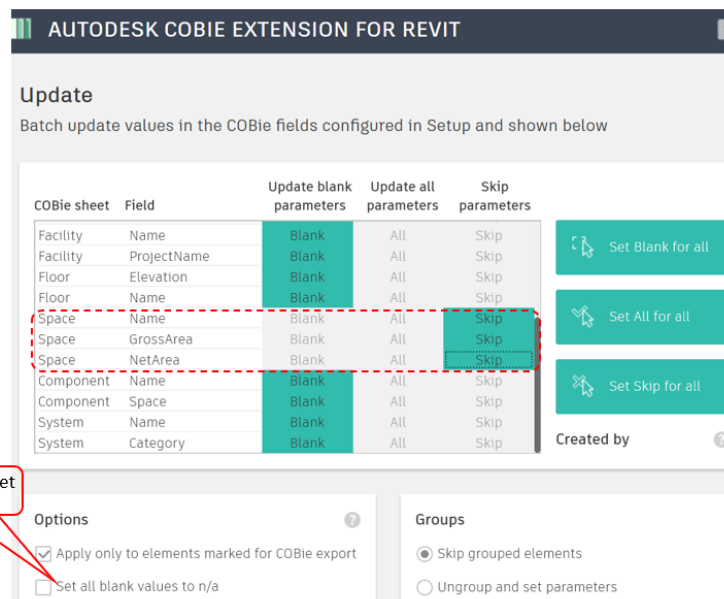 AUTODESK COBIE EXTENSION FOR REVIT
Update
Batch update values in the COBie fields configured in Setup and shown below
COBie sheet Field Update blank parameters Update all parameters Skip parameters
Facility Name Blank All Skip
Facility ProjectName Blank All Skip
Floor Elevation Blank All Skip
Floor Name Blank All Skip
Space Name Blank All Skip
Space GrossArea Blank All Skip
Space NetArea Blank All Skip
Component Name Blank All Skip
Component Space Blank All Skip
System Name Blank All Skip
System Category Blank All Skip
Set Blank for all
Set All for all
Set Skip for all
Created by ?
et
Options ?
Apply only to elements marked for COBie export
Set all blank values to n/a
Groups
Skip grouped elements
Ungroup and set parameters